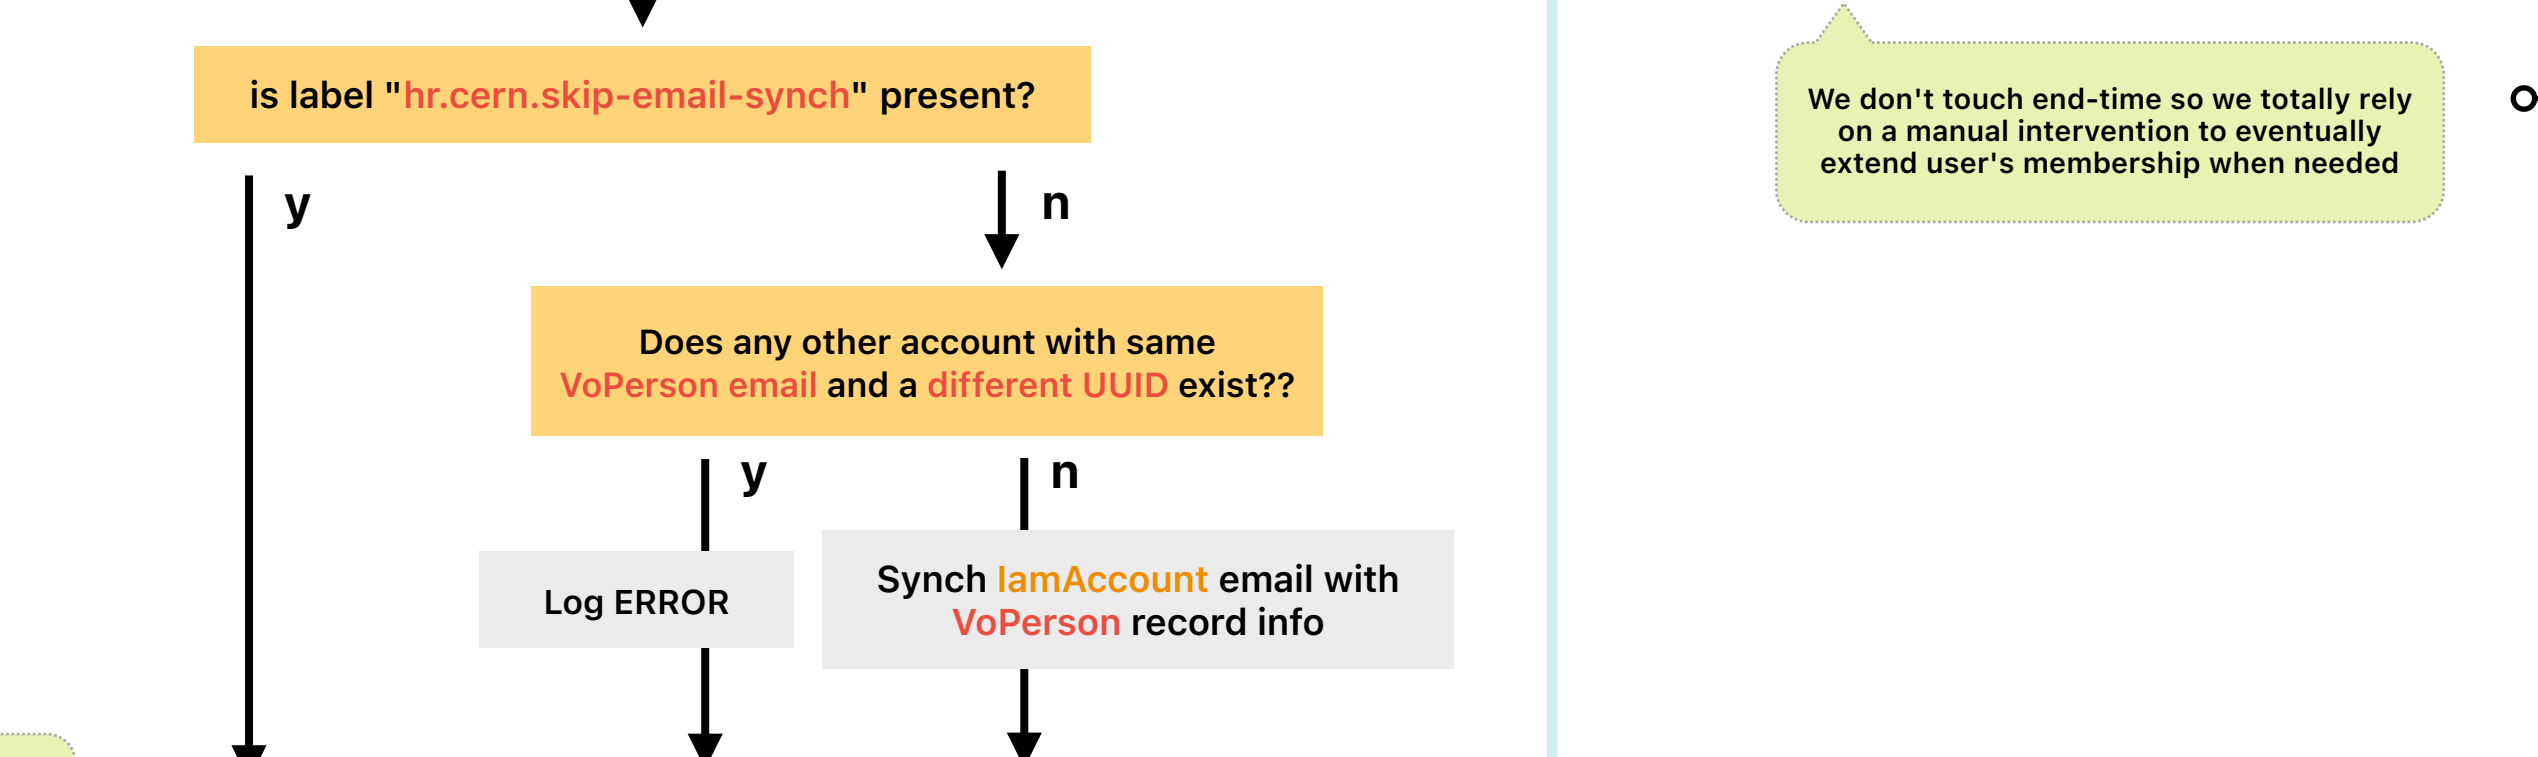 is label "hr.cern.skip-email-synch" present?
We don't touch end-time so we totally rely
on a manual intervention to eventually
extend user's membership when needed
y
n
Does any other account with same
VoPerson email and a different UUID exist??
y
n
Log ERROR
Synch IamAccount email with
VoPerson record info